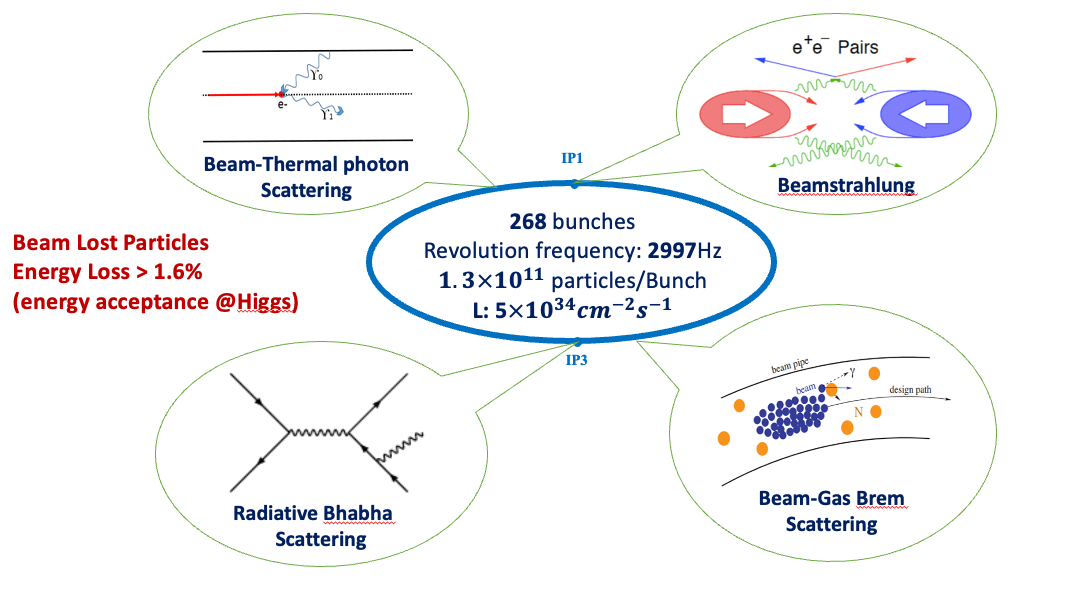 e⁺e⁻ Pairs
ϒ₀
e-
ϒ₁
Beam-Thermal photon
Scattering
Beamstrahlung
IP1
268 bunches
Revolution frequency: 2997Hz
1.3×10¹¹ particles/Bunch
L: 5×10³⁴cm⁻²s⁻¹
Beam Lost Particles
Energy Loss > 1.6%
(energy acceptance @Higgs)
IP3
beam pipe
γ
beam
design path
N
Radiative Bhabha
Scattering
Beam-Gas Brem
Scattering